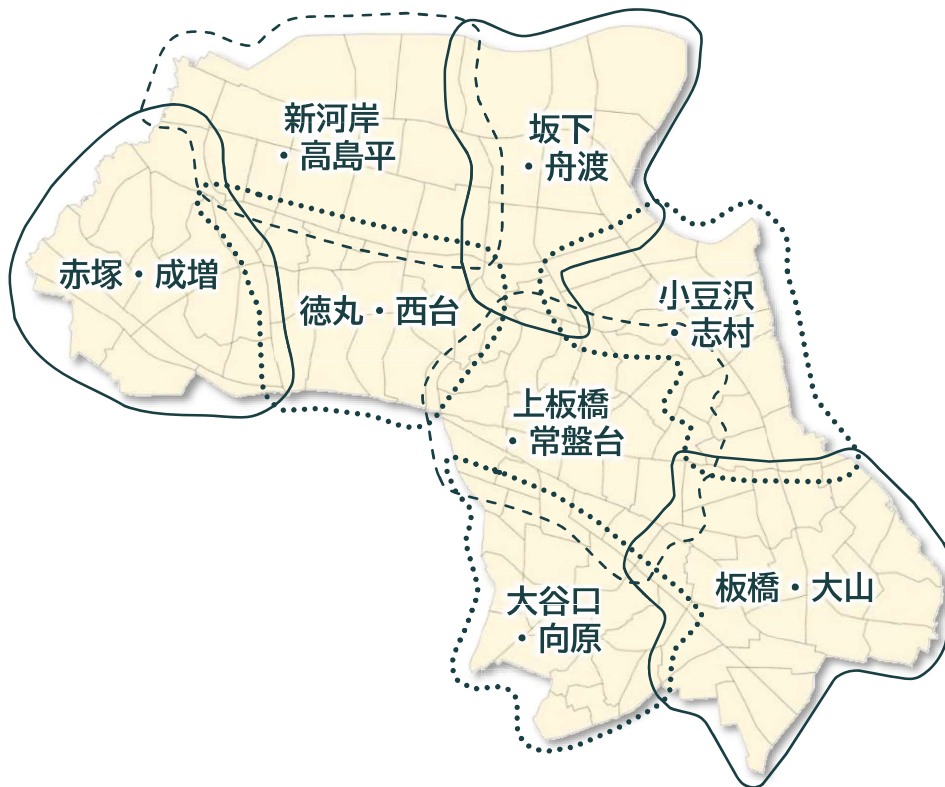 新河岸
・高島平
坂下
・舟渡
赤塚・成増
徳丸・西台
小豆沢
・志村
上板橋
・常盤台
大谷口
・向原
板橋・大山